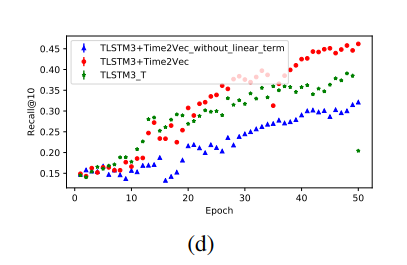 TLSTM3+Time2Vec_without_linear_term
TLSTM3+Time2Vec
TLSTM3_T
0.45
0.40
0.35
0.30
0.25
0.20
0.15
Recall@10
0 10 20 30 40 50
Epoch
(d)